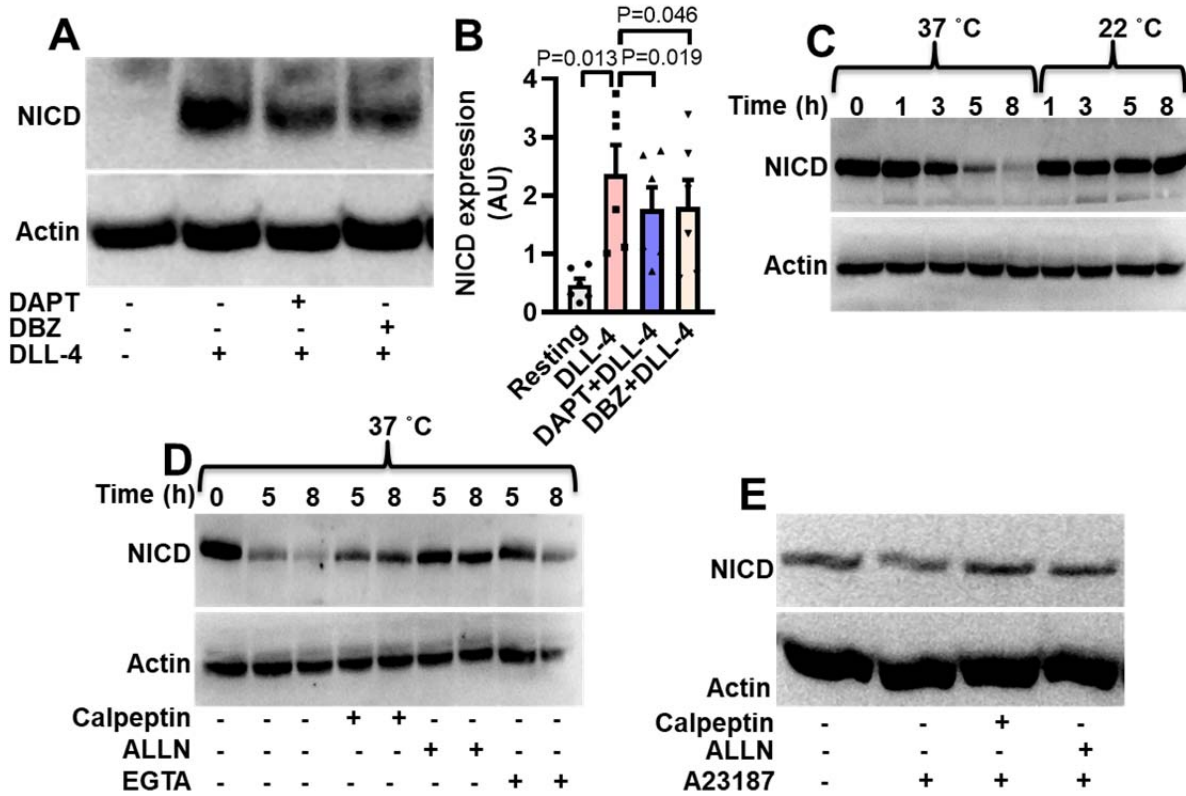 A
NICD
Actin
DAPT - - + -
DBZ - - - +
DLL-4 - + + +
B
P=0.046
P=0.013 P=0.019
NICD expression
(AU)
4
3
2
1
0
Resting
DLL-4
DAPT+DLL-4
DBZ+DLL-4
C
37 °C 22 °C
Time (h) 0 1 3 5 8 1 3 5 8
NICD
Actin
D
37 °C
Time (h) 0 5 8 5 8 5 8 5 8
NICD
Actin
Calpeptin - - - + + - - - -
ALLN - - - - - + + - -
EGTA - - - - - - - + +
E
NICD
Actin
Calpeptin - - + -
ALLN - - - +
A23187 - + + +